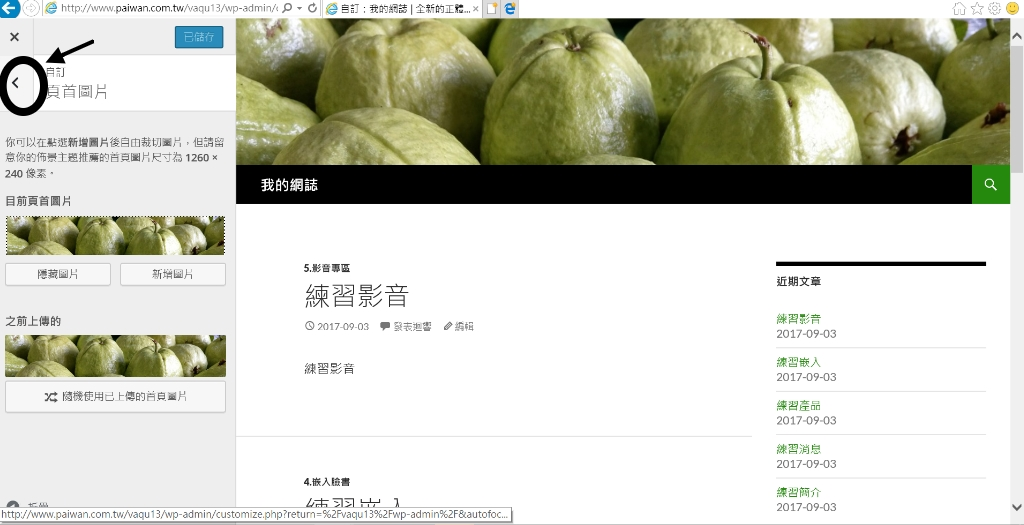 http://www.paiwan.com.tw/vaqu13/wp-admin/c
自訂：我的網誌 | 全新的正體...
已儲存
自訂
頁首圖片
你可以在點選新增圖片後自由裁切圖片，但請留
意你的佈景主題推薦的首頁圖片尺寸為 1260 ×
240 像素。
目前頁首圖片
隱藏圖片
新增圖片
之前上傳的
隨機使用已上傳的首頁圖片
我的網誌
5.影音專區
練習影音
2017-09-03 發表迴響 編輯
練習影音
4.嵌入臉書
練習嵌入
近期文章
練習影音
2017-09-03
練習嵌入
2017-09-03
練習產品
2017-09-03
練習消息
2017-09-03
練習簡介
2017-09-03
http://www.paiwan.com.tw/vaqu13/wp-admin/customize.php?return=%2Fvaqu13%2Fwp-admin%2F&autofoc...